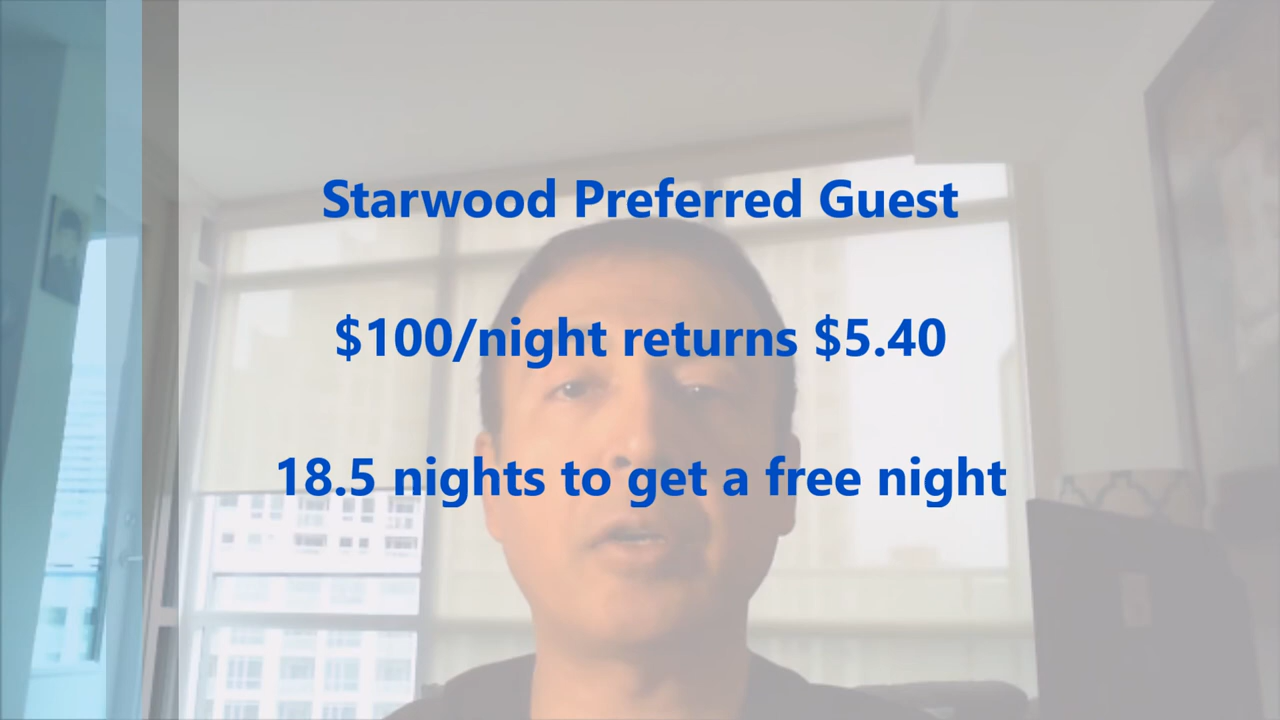 Starwood Preferred Guest
$100/night returns $5.40
18.5 nights to get a free night